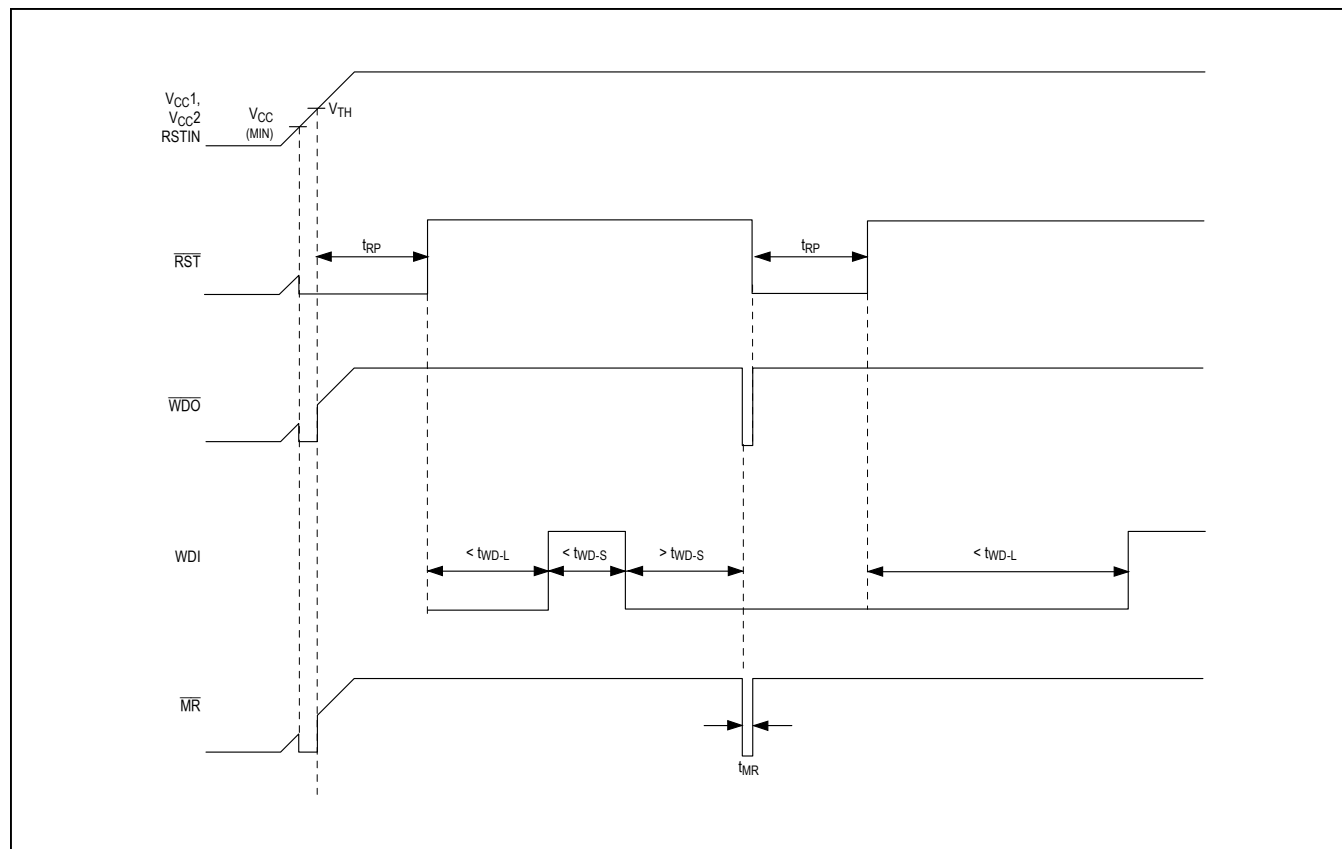 VCC1,
VCC2
RSTIN
VCC
(MIN)
VTH
RST
tRP
tRP
WDO
WDI
< tWD-L
< tWD-S
> tWD-S
< tWD-L
MR
tMR